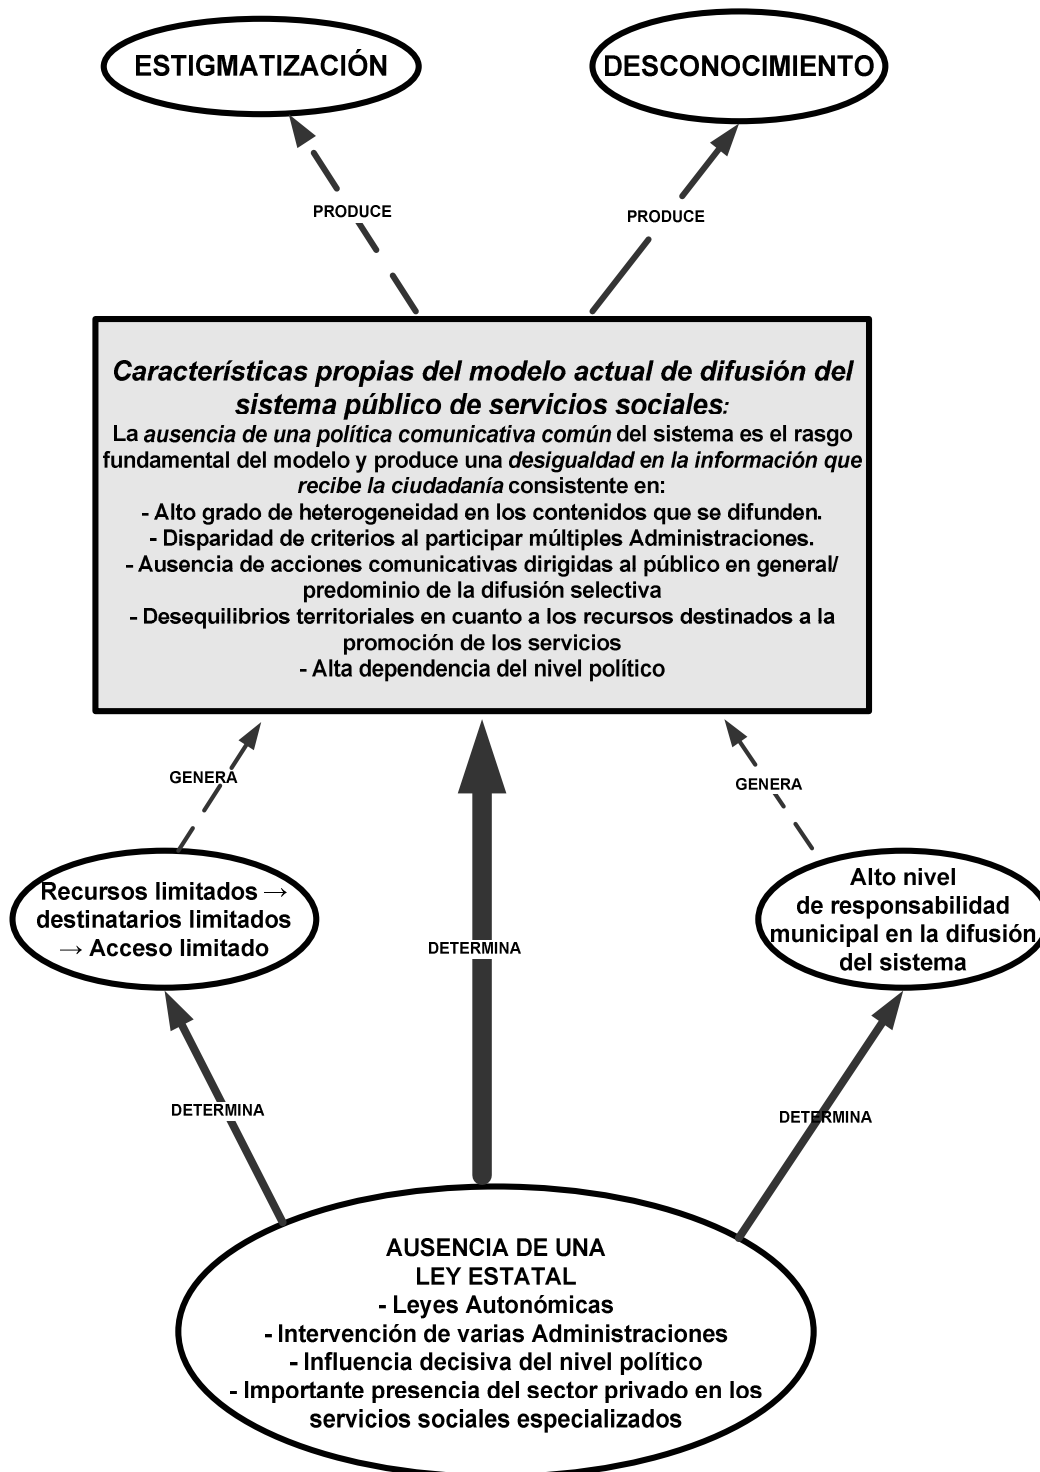 ESTIGMATIZACIÓN
DESCONOCIMIENTO
PRODUCE
PRODUCE
Características propias del modelo actual de difusión del
sistema público de servicios sociales:
La ausencia de una política comunicativa común del sistema es el rasgo
fundamental del modelo y produce una desigualdad en la información que
recibe la ciudadanía consistente en:
- Alto grado de heterogeneidad en los contenidos que se difunden.
- Disparidad de criterios al participar múltiples Administraciones.
- Ausencia de acciones comunicativas dirigidas al público en general/
predominio de la difusión selectiva
- Desequilibrios territoriales en cuanto a los recursos destinados a la
promoción de los servicios
- Alta dependencia del nivel político
GENERA
GENERA
Recursos limitados →
destinatarios limitados
→ Acceso limitado
Alto nivel
de responsabilidad
municipal en la difusión
del sistema
DETERMINA
DETERMINA
DETERMINA
AUSENCIA DE UNA
LEY ESTATAL
- Leyes Autonómicas
- Intervención de varias Administraciones
- Influencia decisiva del nivel político
- Importante presencia del sector privado en los
servicios sociales especializados